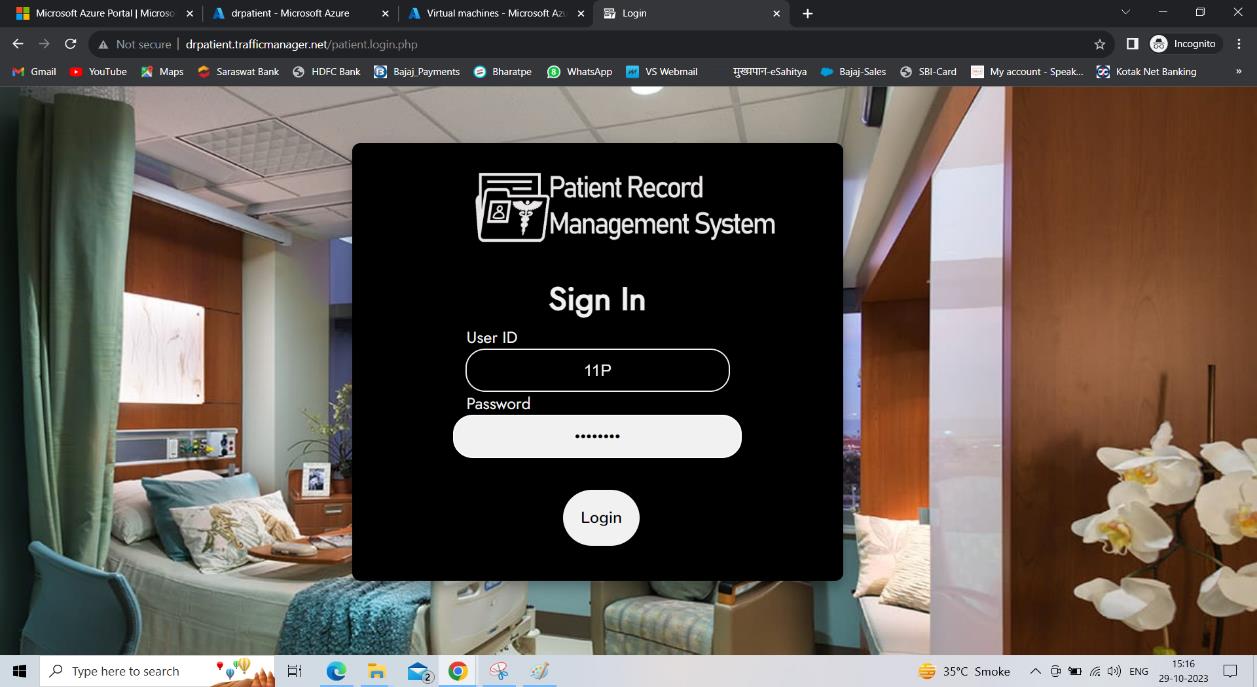 Microsoft Azure Portal | Microso
drpatient - Microsoft Azure
Virtual machines - Microsoft Azu
Login
Not secure | drpatient.trafficmanager.net/patient.login.php
Incognito
Gmail
YouTube
Maps
Saraswat Bank
HDFC Bank
Bajaj_Payments
Bharatpe
WhatsApp
VS Webmail
मुख्यपान-eSahitya
Bajaj-Sales
SBI-Card
My account - Speak...
Kotak Net Banking
»
Patient Record
Management System
Sign In
User ID
11P
Password
••••••••
Login
Type here to search
2
35°C Smoke
ENG
15:16
29-10-2023